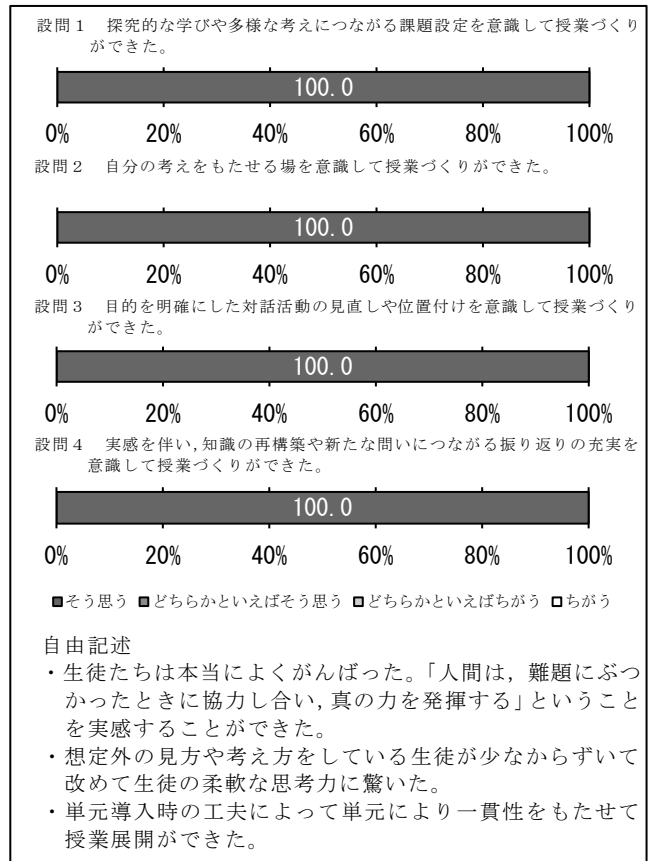 設問１　探究的な学びや多様な考えにつながる課題設定を意識して授業づくり
ができた。
100.0
0% 20% 40% 60% 80% 100%
設問２　自分の考えをもたせる場を意識して授業づくりができた。
100.0
0% 20% 40% 60% 80% 100%
設問３　目的を明確にした対話活動の見直しや位置付けを意識して授業づくり
ができた。
100.0
0% 20% 40% 60% 80% 100%
設問４　実感を伴い，知識の再構築や新たな問いにつながる振り返りの充実を
意識して授業づくりができた。
100.0
0% 20% 40% 60% 80% 100%
■そう思う ■どちらかといえばそう思う □どちらかといえばちがう □ちがう
自由記述
・生徒たちは本当によくがんばった。「人間は，難題にぶつ
かったときに協力し合い，真の力を発揮する」ということ
を実感することができた。
・想定外の見方や考え方をしている生徒が少なからずいて
改めて生徒の柔軟な思考力に驚いた。
・単元導入時の工夫によって単元により一貫性をもたせて
授業展開ができた。